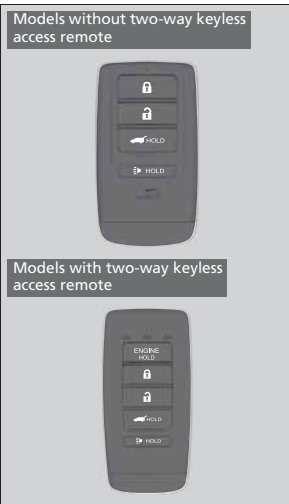 Models without two-way keyless
access remote
HOLD
HOLD
Models with two-way keyless
access remote
ENGINE
HOLD
HOLD
HOLD